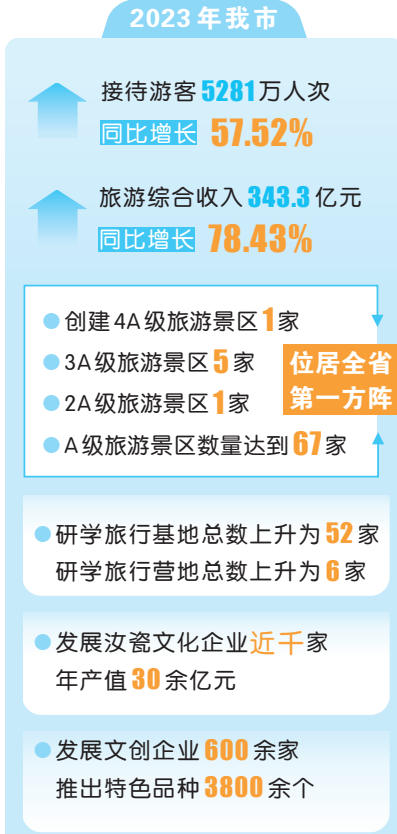 2023年我市
接待游客5281万人次
同比增长 57.52%
旅游综合收入343.3亿元
同比增长 78.43%
创建4A级旅游景区1家
3A级旅游景区5家
2A级旅游景区1家
A级旅游景区数量达到67家
位居全省
第一方阵
研学旅行基地总数上升为52家
研学旅行营地总数上升为6家
发展汝瓷文化企业近千家
年产值30余亿元
发展文创企业600余家
推出特色品种3800余个